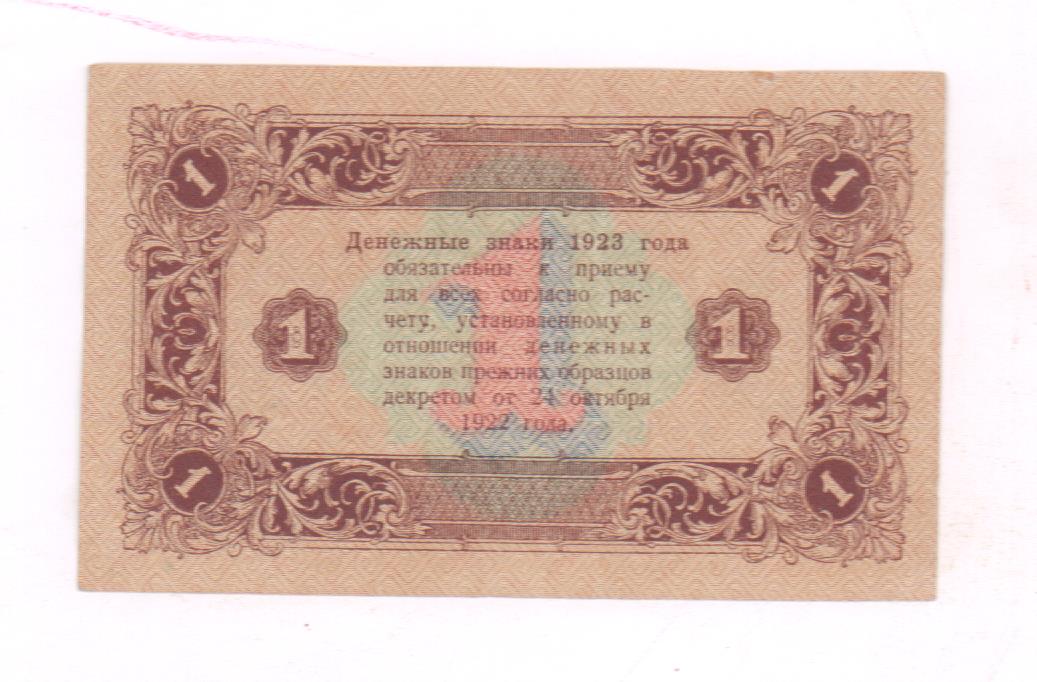 1 1
Денежные знаки 1923 года
обязательны к приему
для всех согласно рас-
чету, установленному в
1 1 1
отношении денежных
знаков прежних образцов
декретом от 24 октября
1922 года.
1 1